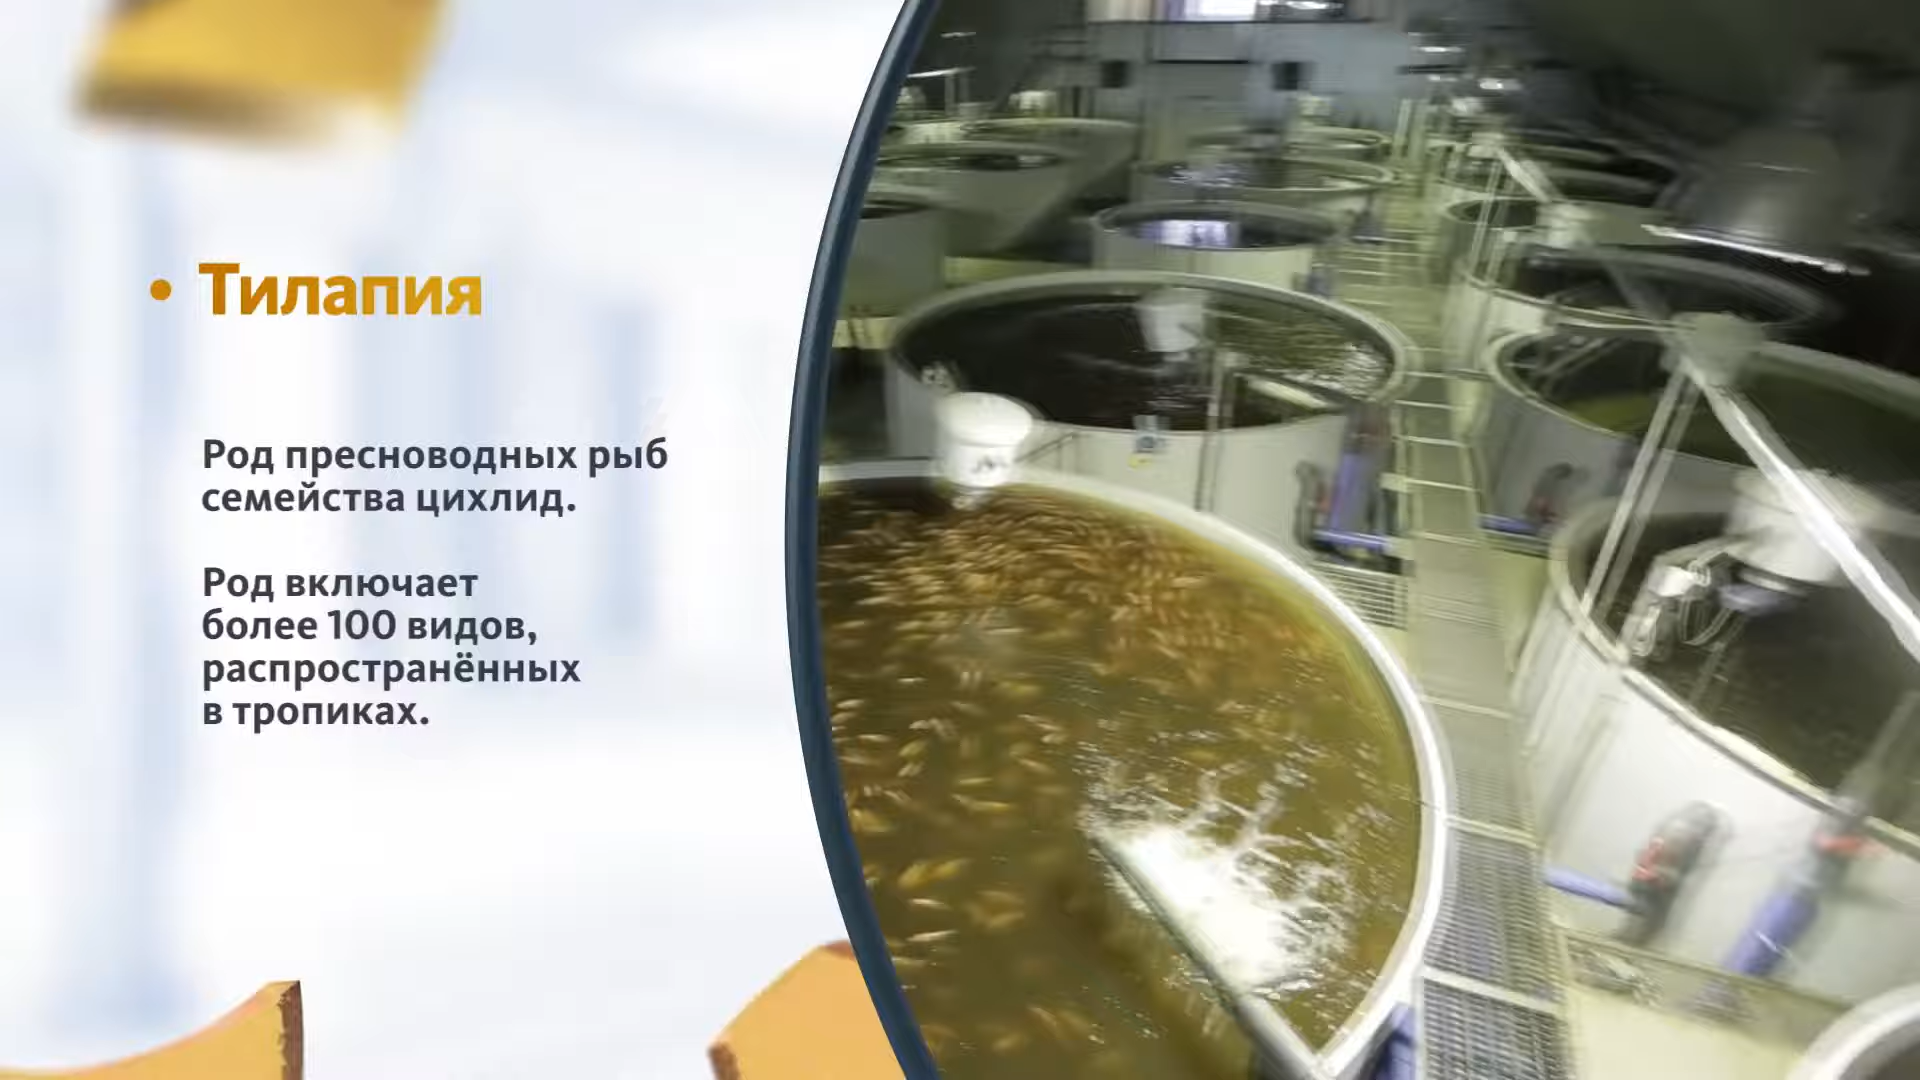 • Тилапия
Род пресноводных рыб
семейства цихлид.
Род включает
более 100 видов,
распространённых
в тропиках.